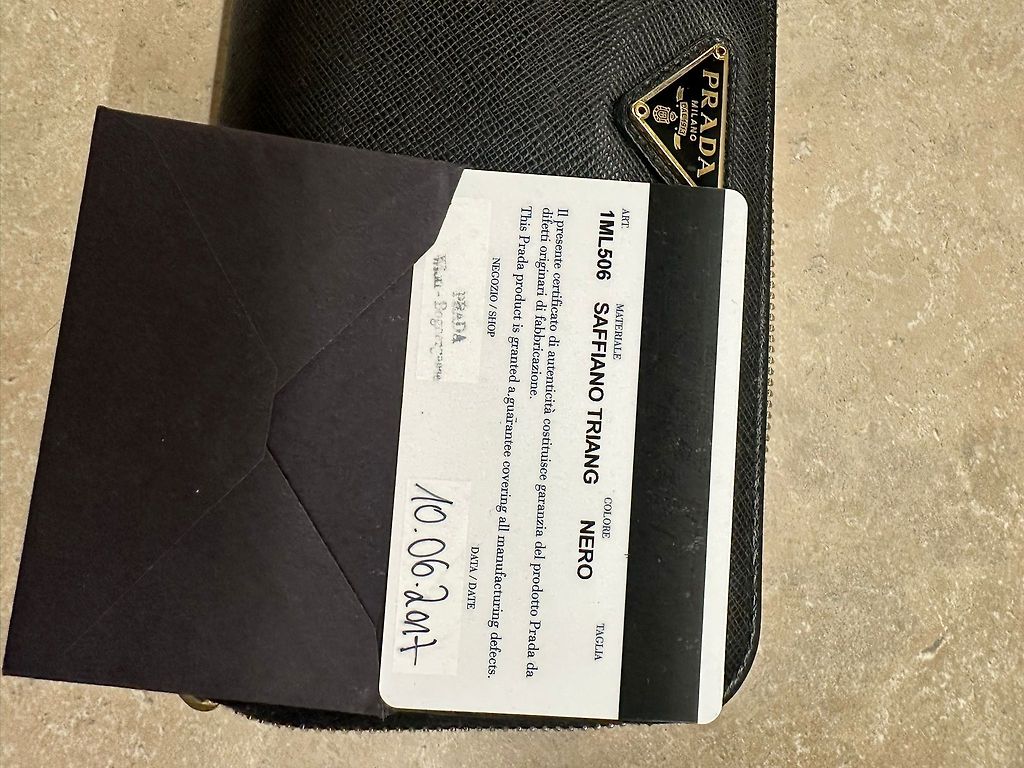 PRADA
MILANO
ART.
MATERIALE
COLORE
TAGLIA
1ML506 SAFFIANO TRIANG NERO
Il presente certificato di autenticità costituisce garanzia del prodotto Prada da
difetti originari di fabbricazione.
This Prada product is granted a guarantee covering all manufacturing defects.
NEGOZIO / SHOP
DATA / DATE
PRADA
Wien -
10.06.2017